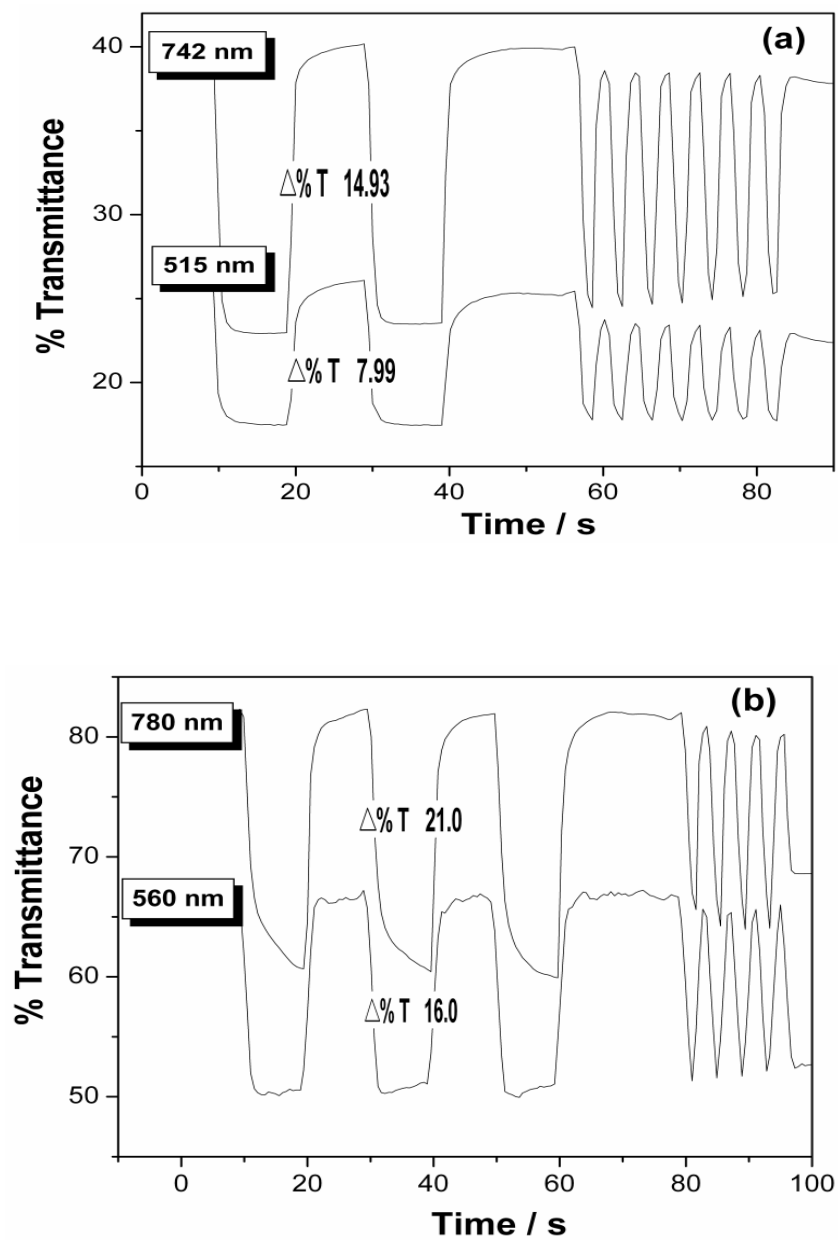 (a)
742 nm
515 nm
△% T 14.93
△% T 7.99
% Transmittance
40
30
20
0 20 40 60 80
Time / s
(b)
780 nm
560 nm
△% T 21.0
△% T 16.0
% Transmittance
80
70
60
50
0 20 40 60 80 100
Time / s